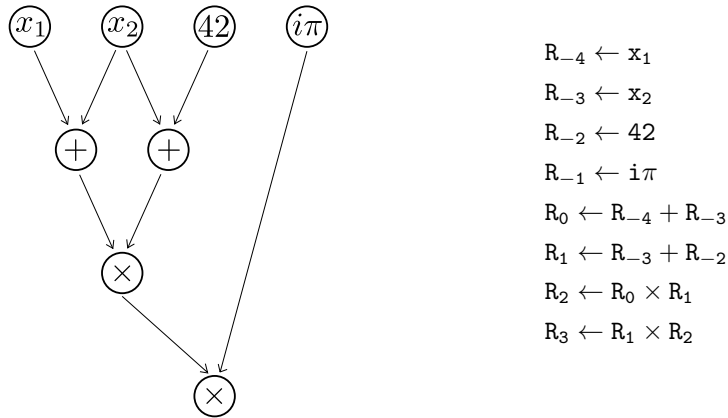 x₁ x₂ 42 iπ
+ +
×
×
R₋₄ ← x₁
R₋₃ ← x₂
R₋₂ ← 42
R₋₁ ← iπ
R₀ ← R₋₄ + R₋₃
R₁ ← R₋₃ + R₋₂
R₂ ← R₀ × R₁
R₃ ← R₁ × R₂